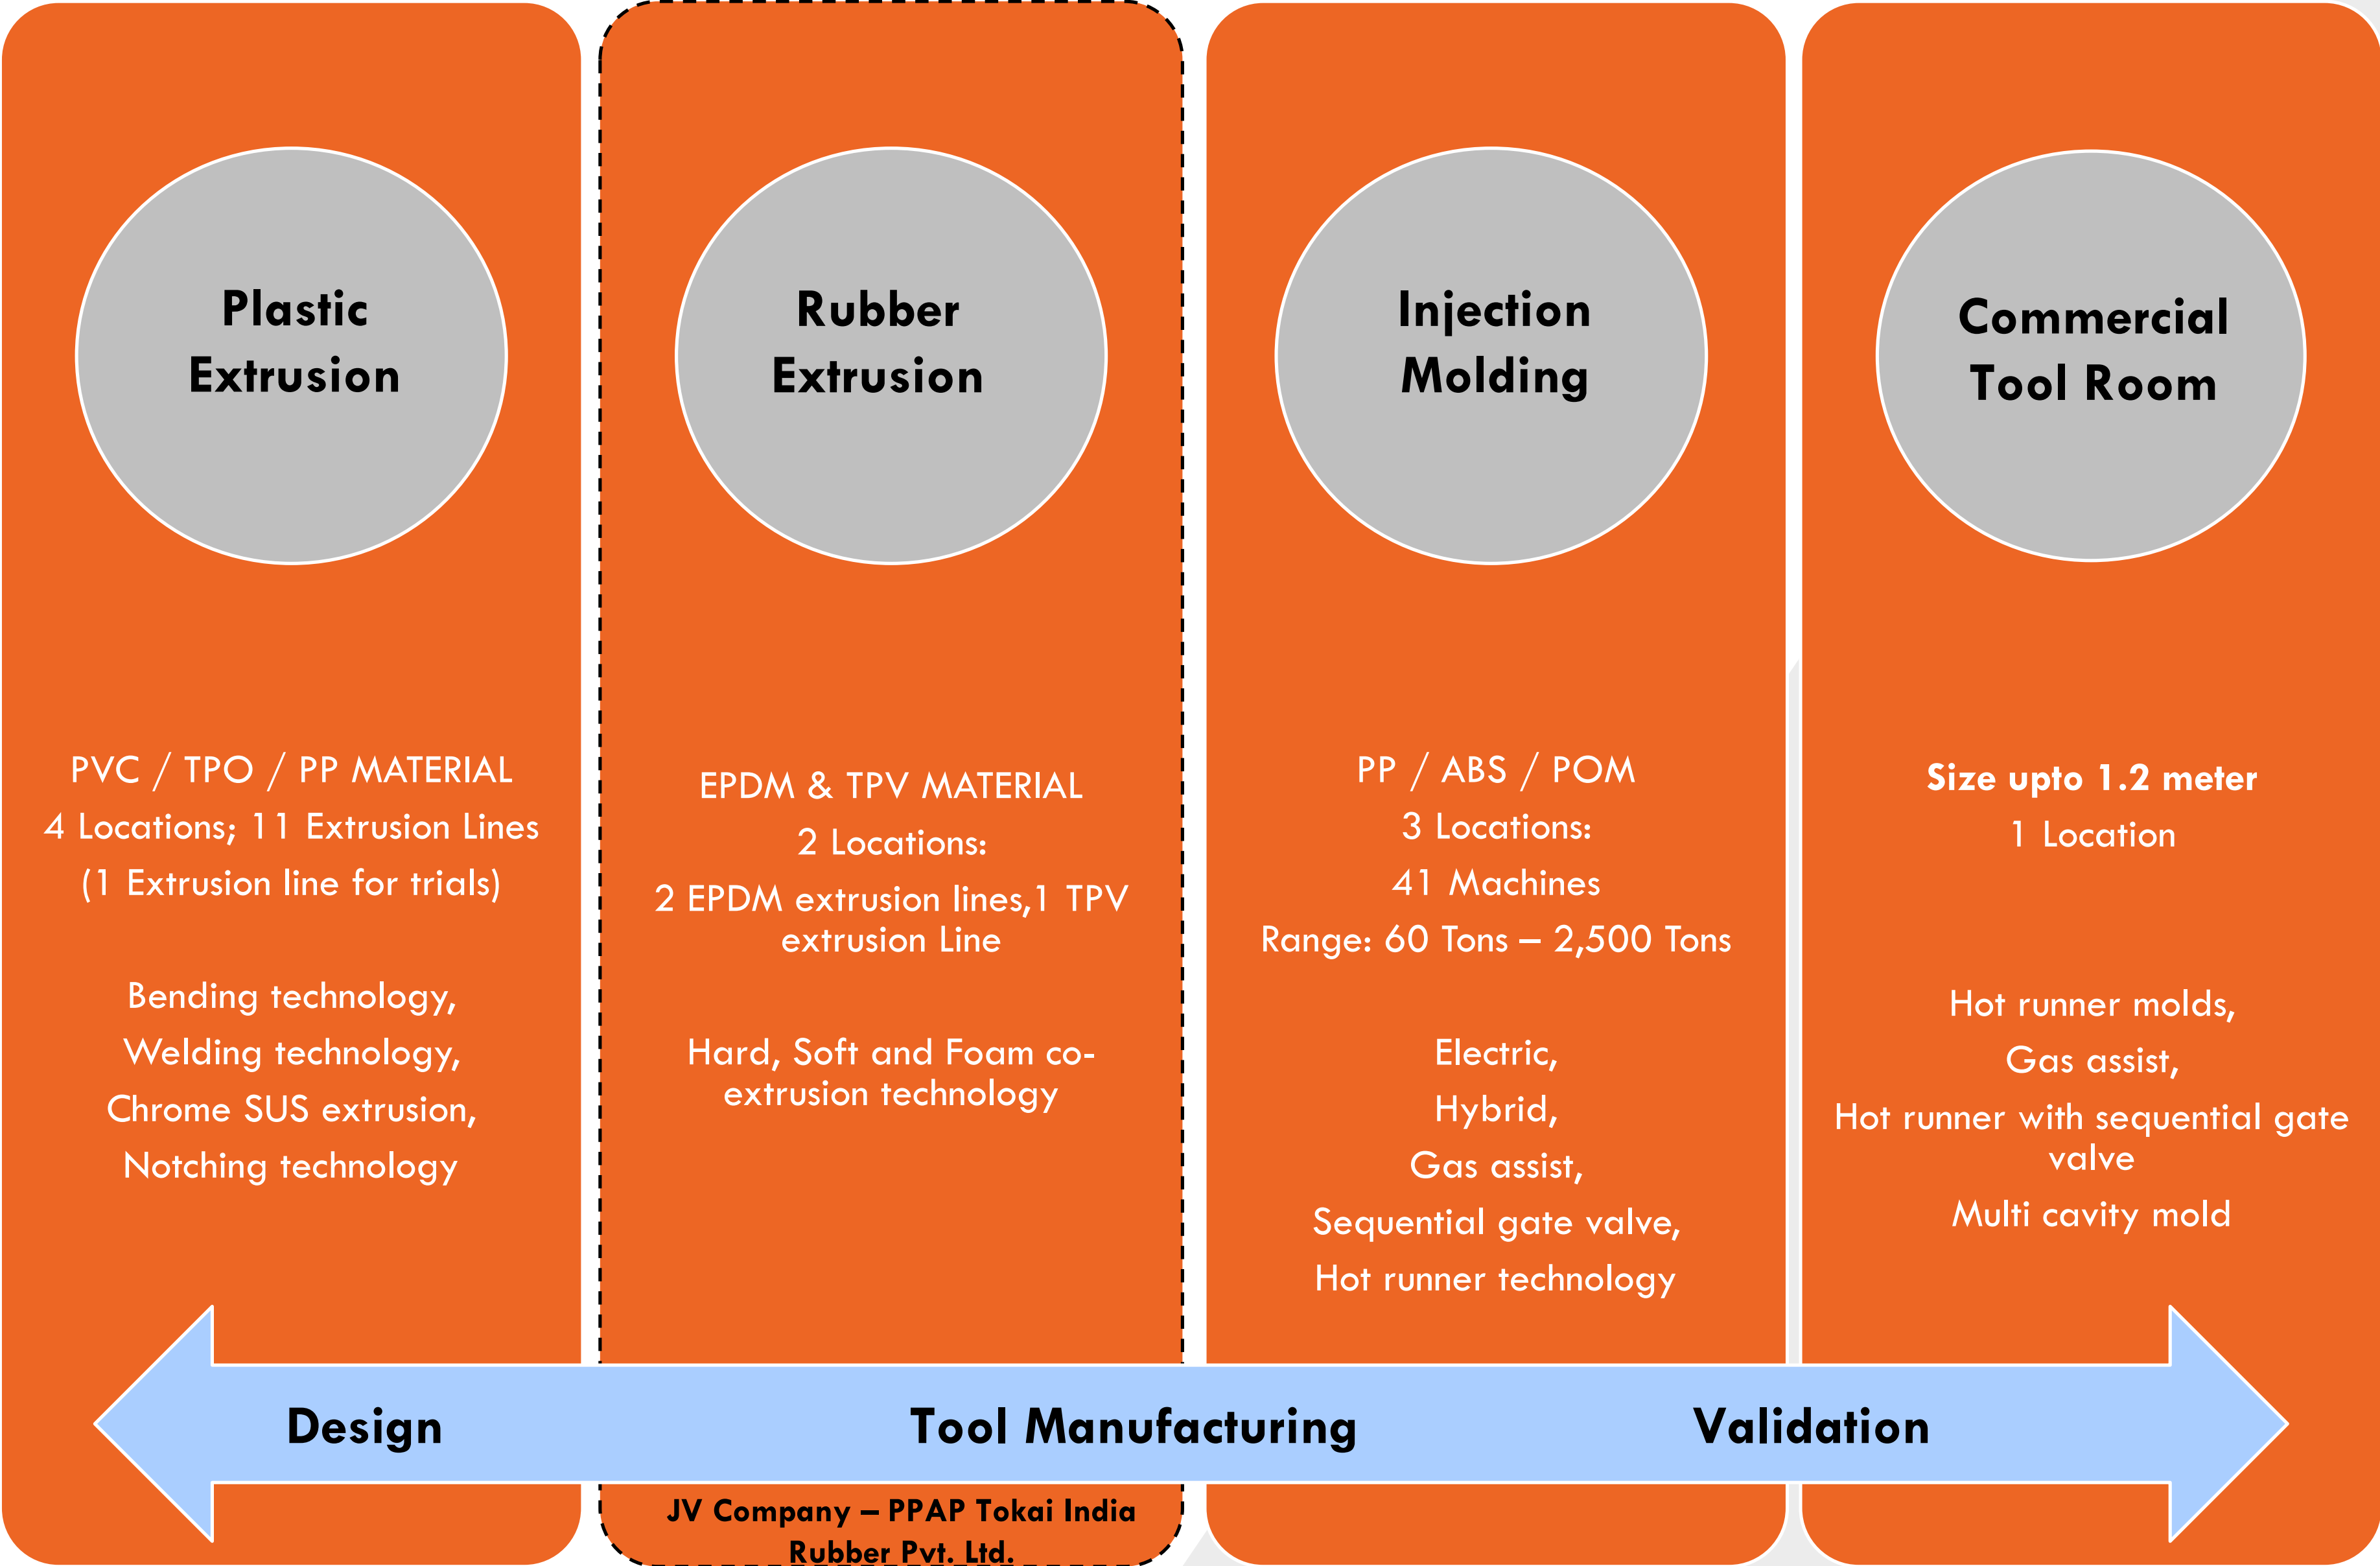 Plastic
Extrusion
PVC / TPO / PP MATERIAL
4 Locations; 11 Extrusion Lines
(1 Extrusion line for trials)
Bending technology,
Welding technology,
Chrome SUS extrusion,
Notching technology
Rubber
Extrusion
EPDM & TPV MATERIAL
2 Locations:
2 EPDM extrusion lines,1 TPV
extrusion Line
Hard, Soft and Foam co-
extrusion technology
Injection
Molding
PP / ABS / POM
3 Locations:
41 Machines
Range: 60 Tons – 2,500 Tons
Electric,
Hybrid,
Gas assist,
Sequential gate valve,
Hot runner technology
Commercial
Tool Room
Size upto 1.2 meter
1 Location
Hot runner molds,
Gas assist,
Hot runner with sequential gate
valve
Multi cavity mold
Design Tool Manufacturing Validation
JV Company – PPAP Tokai India
Rubber Pvt. Ltd.